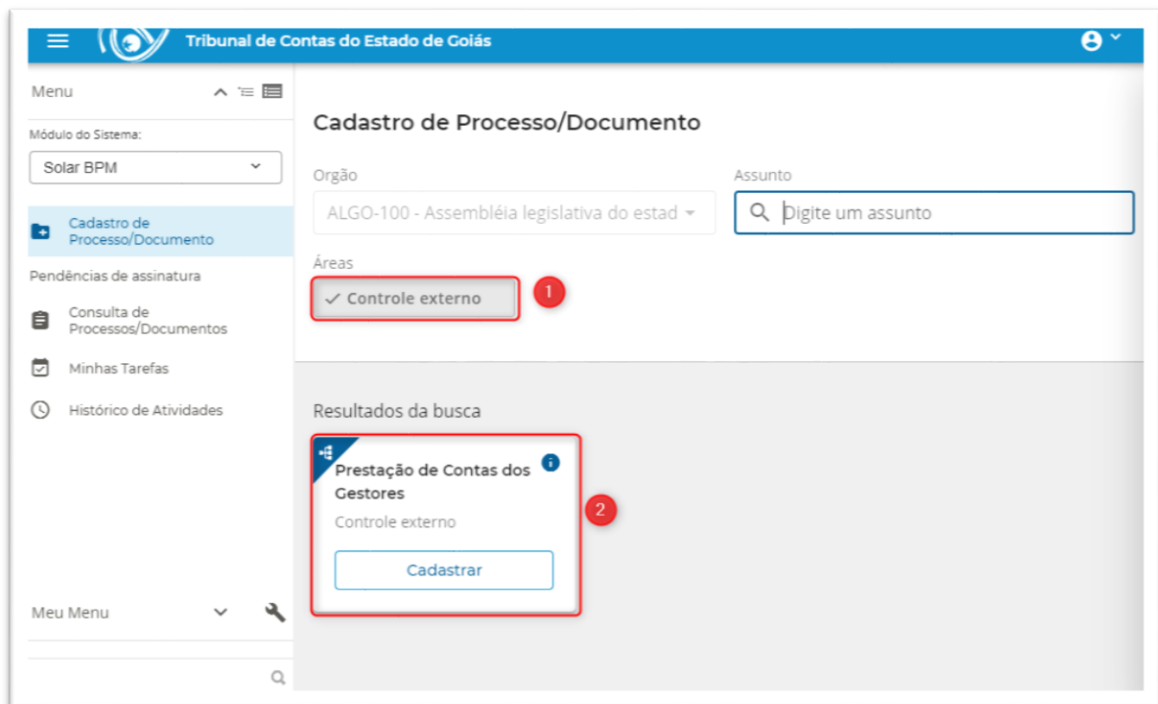 Tribunal de Contas do Estado de Goiás
Menu
Módulo do Sistema:
Solar BPM
Cadastro de
Processo/Documento
Pendências de assinatura
Consulta de
Processos/Documentos
Minhas Tarefas
Histórico de Atividades
Meu Menu
Cadastro de Processo/Documento
Orgão
Assunto
ALGO-100 - Assembléia legislativa do estad
Digite um assunto
Áreas
Controle externo
1
Resultados da busca
Prestação de Contas dos
Gestores
Controle externo
Cadastrar
2